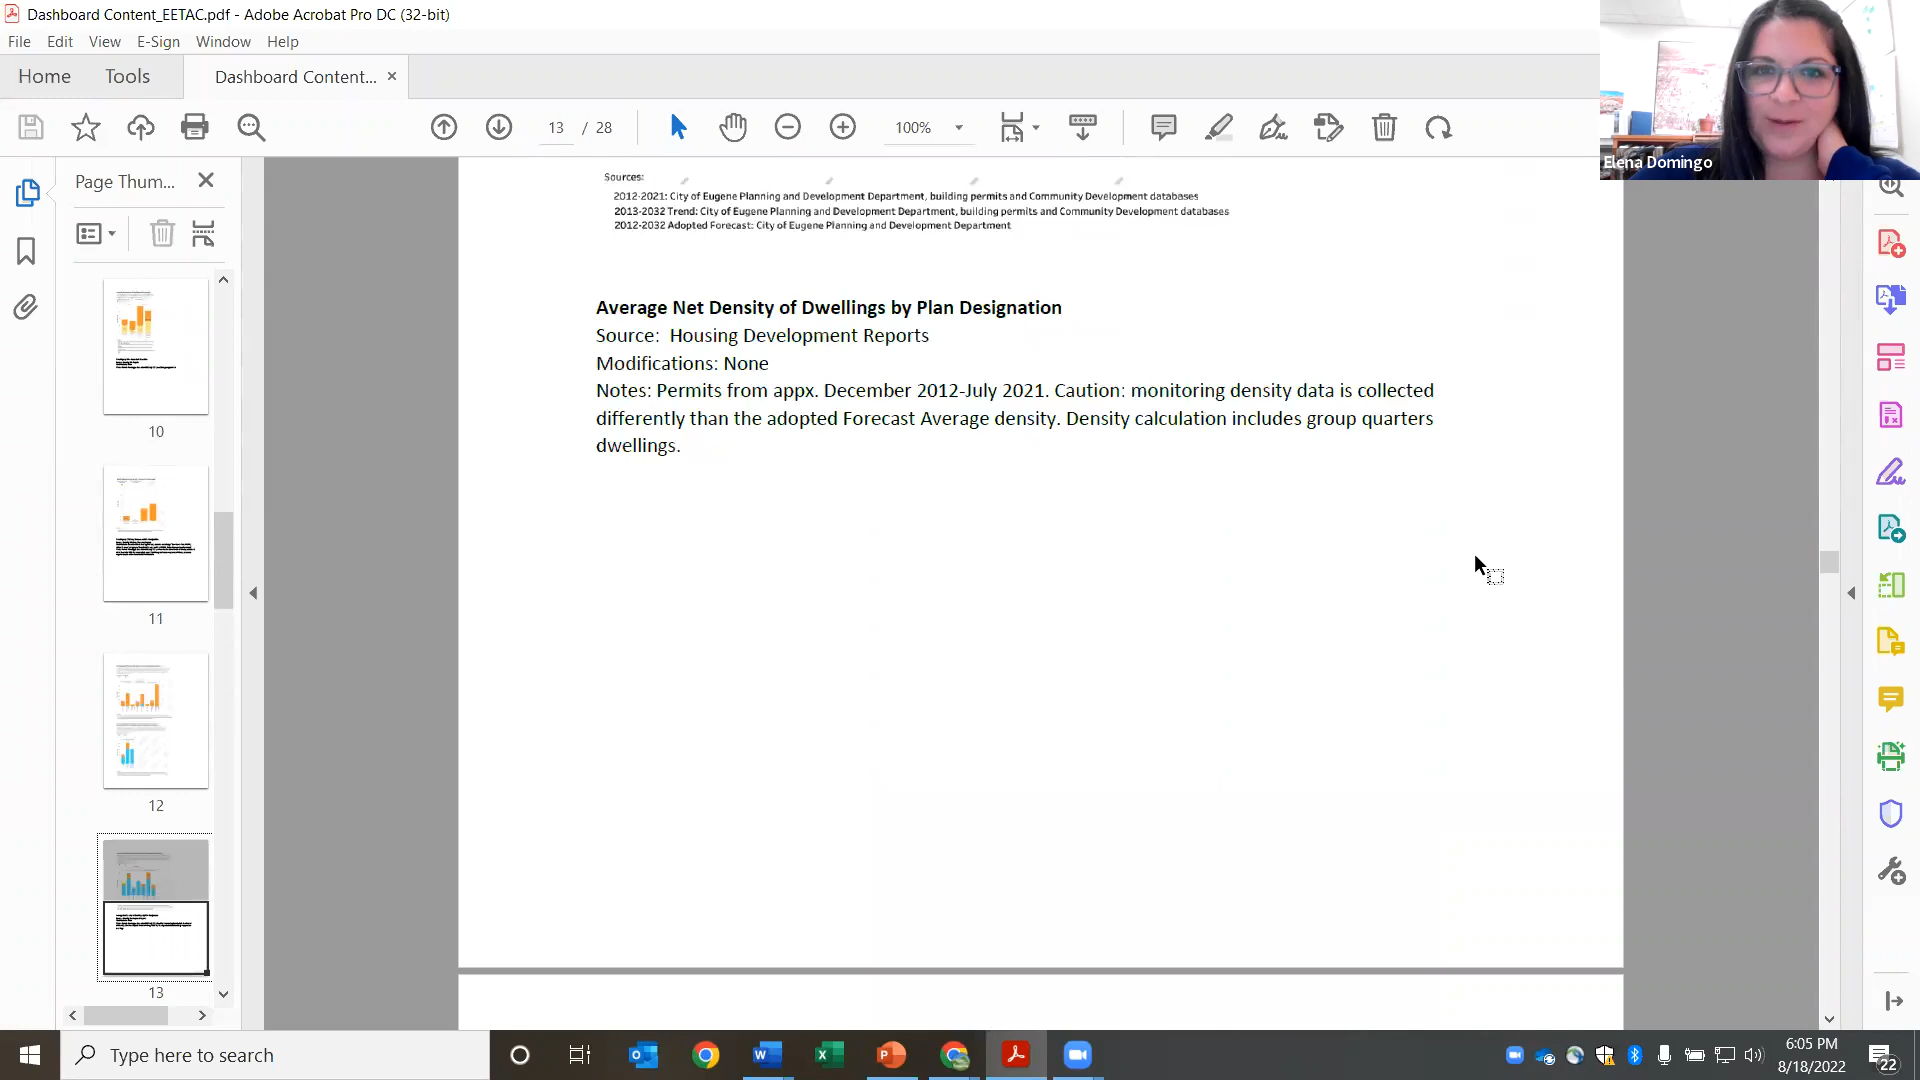 Dashboard Content_EETAC.pdf - Adobe Acrobat Pro DC (32-bit)
File Edit View E-Sign Window Help
Home Tools Dashboard Content... ×
13 / 28 100%
Elena Domingo
Page Thum...
10
11
12
13
Sources:
2012-2021: City of Eugene Planning and Development Department, building permits and Community Development databases
2013-2032 Trend: City of Eugene Planning and Development Department, building permits and Community Development databases
2012-2032 Adopted Forecast: City of Eugene Planning and Development Department
Average Net Density of Dwellings by Plan Designation
Source: Housing Development Reports
Modifications: None
Notes: Permits from appx. December 2012-July 2021. Caution: monitoring density data is collected
differently than the adopted Forecast Average density. Density calculation includes group quarters
dwellings.
Type here to search
6:05 PM
8/18/2022
22